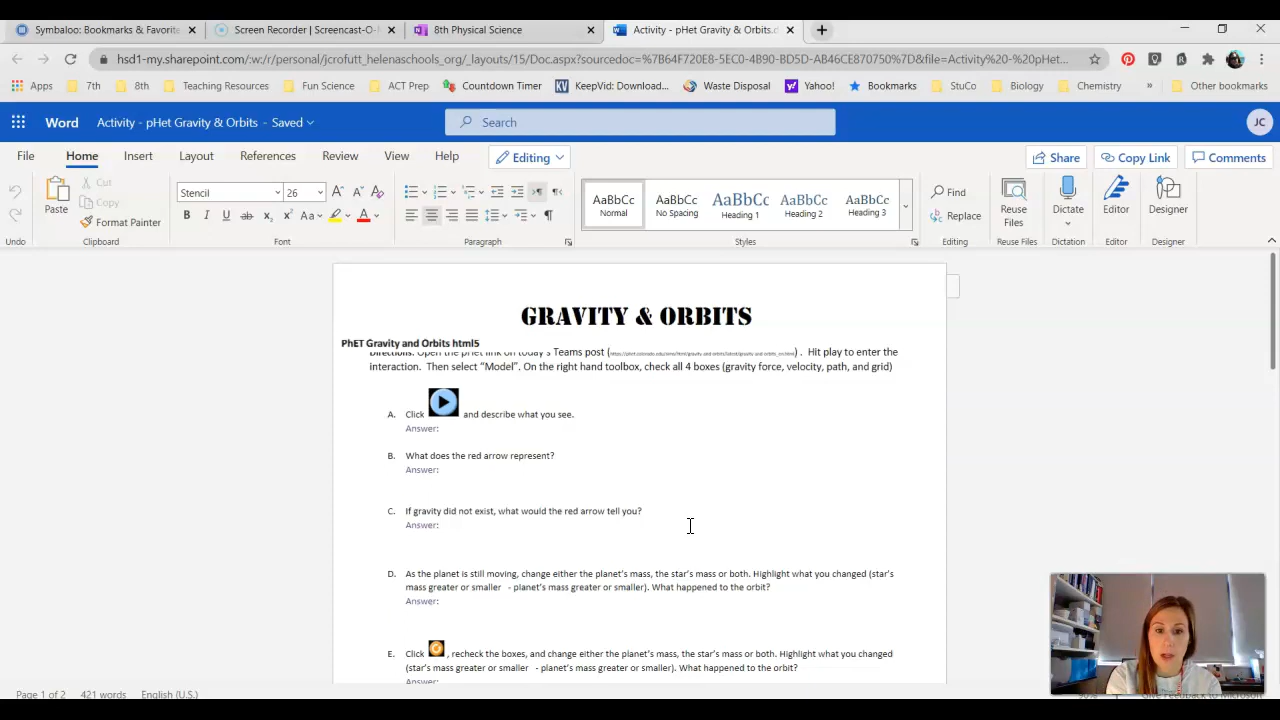 Symbaloo: Bookmarks & Favorite
Screen Recorder | Screencast-O-
8th Physical Science
Activity - pHet Gravity & Orbits.d
hsd1-my.sharepoint.com/:w:/r/personal/jcrofutt_helenaschools_org/_layouts/15/Doc.aspx?sourcedoc=%7B64F720E8-5EC0-4B90-BD5D-AB46CE870750%7D&file=Activity%20-%20pHet...
Apps
7th
8th
Teaching Resources
Fun Science
ACT Prep
Countdown Timer
KeepVid: Download...
Waste Disposal
Yahoo!
Bookmarks
StuCo
Biology
Chemistry
»
Other bookmarks
Word
Activity - pHet Gravity & Orbits - Saved
Search
JC
File
Home
Insert
Layout
References
Review
View
Help
Editing
Share
Copy Link
Comments
Paste
Cut
Copy
Format Painter
Stencil
26
AaBbCc
Normal
AaBbCc
No Spacing
AaBbCc
Heading 1
AaBbCc
Heading 2
AaBbCc
Heading 3
Find
Replace
Reuse Files
Dictate
Editor
Designer
Undo
Clipboard
Font
Paragraph
Styles
Editing
Reuse Files
Dictation
Editor
Designer
GRAVITY & ORBITS
PhET Gravity and Orbits html5
Directions: Open the phet link on today's Teams post ( ) . Hit play to enter the
interaction. Then select "Model". On the right hand toolbox, check all 4 boxes (gravity force, velocity, path, and grid)
A. Click and describe what you see.
Answer:
B. What does the red arrow represent?
Answer:
C. If gravity did not exist, what would the red arrow tell you?
Answer:
D. As the planet is still moving, change either the planet's mass, the star's mass or both. Highlight what you changed (star's
mass greater or smaller - planet's mass greater or smaller). What happened to the orbit?
Answer:
E. Click , recheck the boxes, and change either the planet's mass, the star's mass or both. Highlight what you changed
(star's mass greater or smaller - planet's mass greater or smaller). What happened to the orbit?
Answer:
Page 1 of 2
421 words
English (U.S.)
90%
Give Feedback to Microsoft